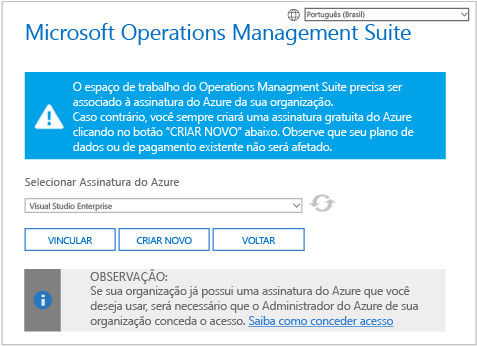 Português (Brasil)
Microsoft Operations Management Suite
O espaço de trabalho do Operations Managment Suite precisa ser
associado à assinatura do Azure da sua organização.
Caso contrário, você sempre criará uma assinatura gratuita do Azure
clicando no botão “CRIAR NOVO” abaixo. Observe que seu plano de
dados ou de pagamento existente não será afetado.
Selecionar Assinatura do Azure
Visual Studio Enterprise
VINCULAR
CRIAR NOVO
VOLTAR
OBSERVAÇÃO:
Se sua organização já possui uma assinatura do Azure que você
deseja usar, será necessário que o Administrador do Azure de sua
organização conceda o acesso. Saiba como conceder acesso